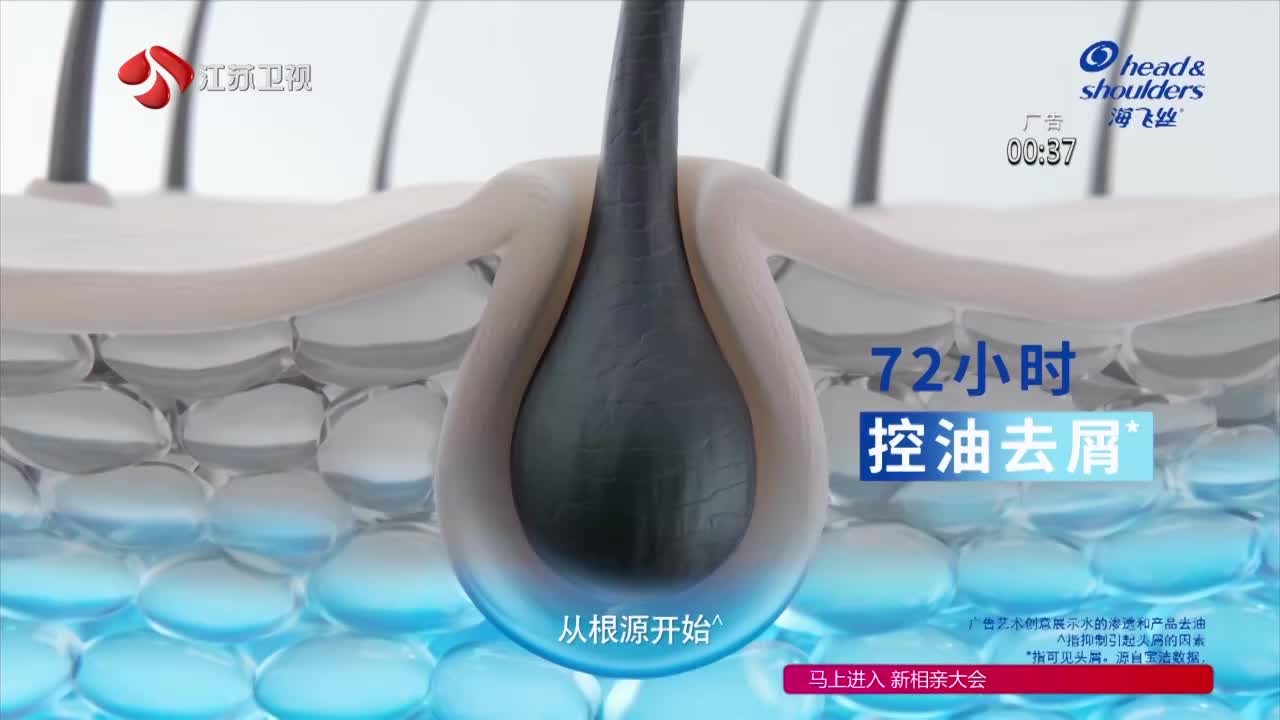 江苏卫视
head&
shoulders
海飞丝
广告
00:37
72小时
控油去屑*
从根源开始^
广告艺术创意展示水的渗透和产品去油
^指抑制引起头屑的因素
*指可见头屑。源自宝洁数据,
马上进入 新相亲大会